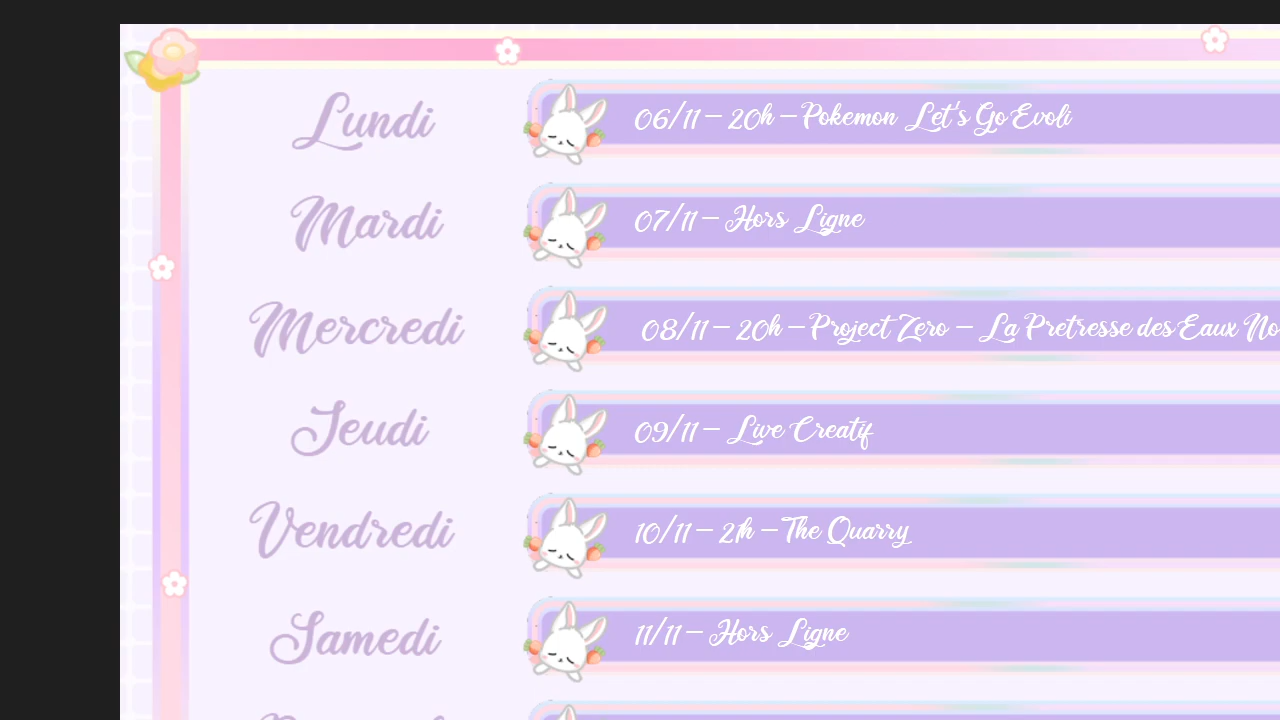 Lundi
06/11 - 20h - Pokemon Let's Go Evoli
Mardi
07/11 - Hors Ligne
Mercredi
08/11 - 20h - Project Zero - La Pretresse des Eaux
Jeudi
09/11 - Live Creatif
Vendredi
10/11 - 21h - The Quarry
Samedi
11/11 - Hors Ligne